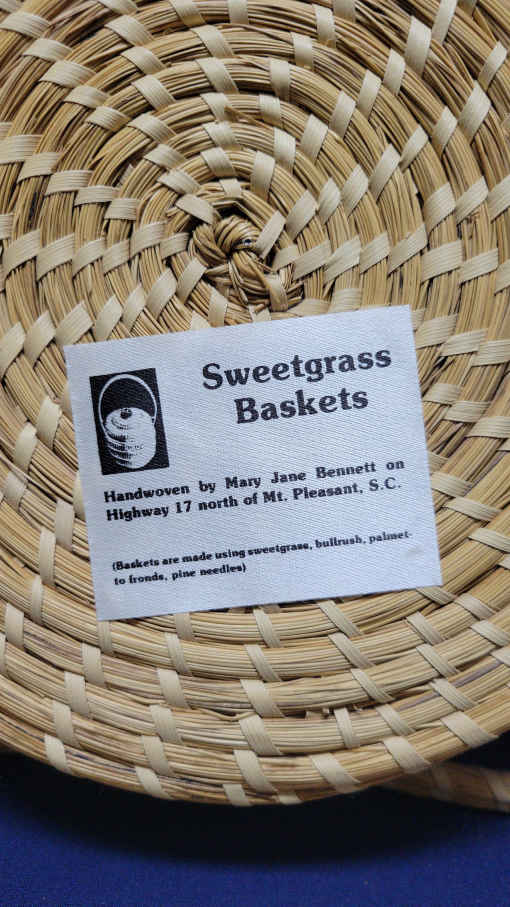 Sweetgrass
Baskets
Handwoven by Mary Jane Bennett on
Highway 17 north of Mt. Pleasant, S.C.
(Baskets are made using sweetgrass, bullrush, palmet-
to fronds, pine needles)